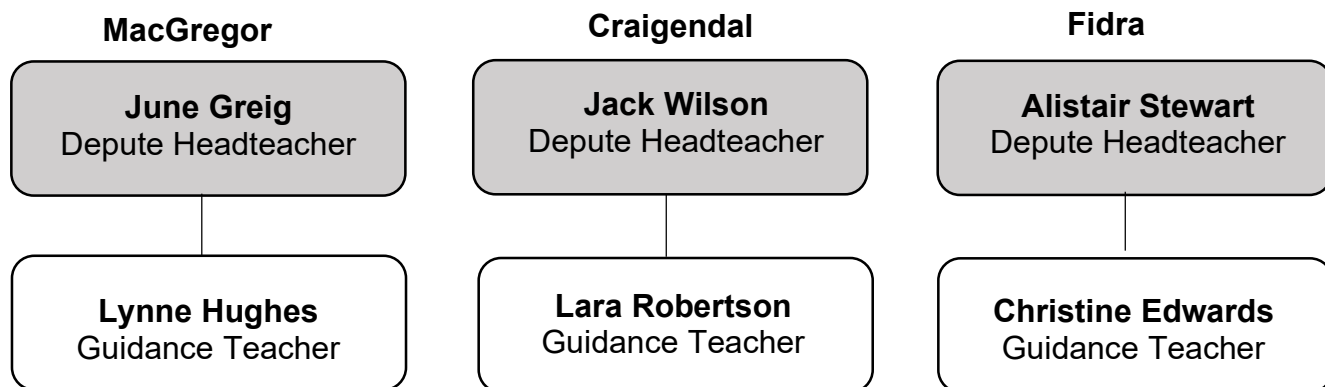 MacGregor
June Greig
Depute Headteacher
Lynne Hughes
Guidance Teacher
Craigendal
Jack Wilson
Depute Headteacher
Lara Robertson
Guidance Teacher
Fidra
Alistair Stewart
Depute Headteacher
Christine Edwards
Guidance Teacher